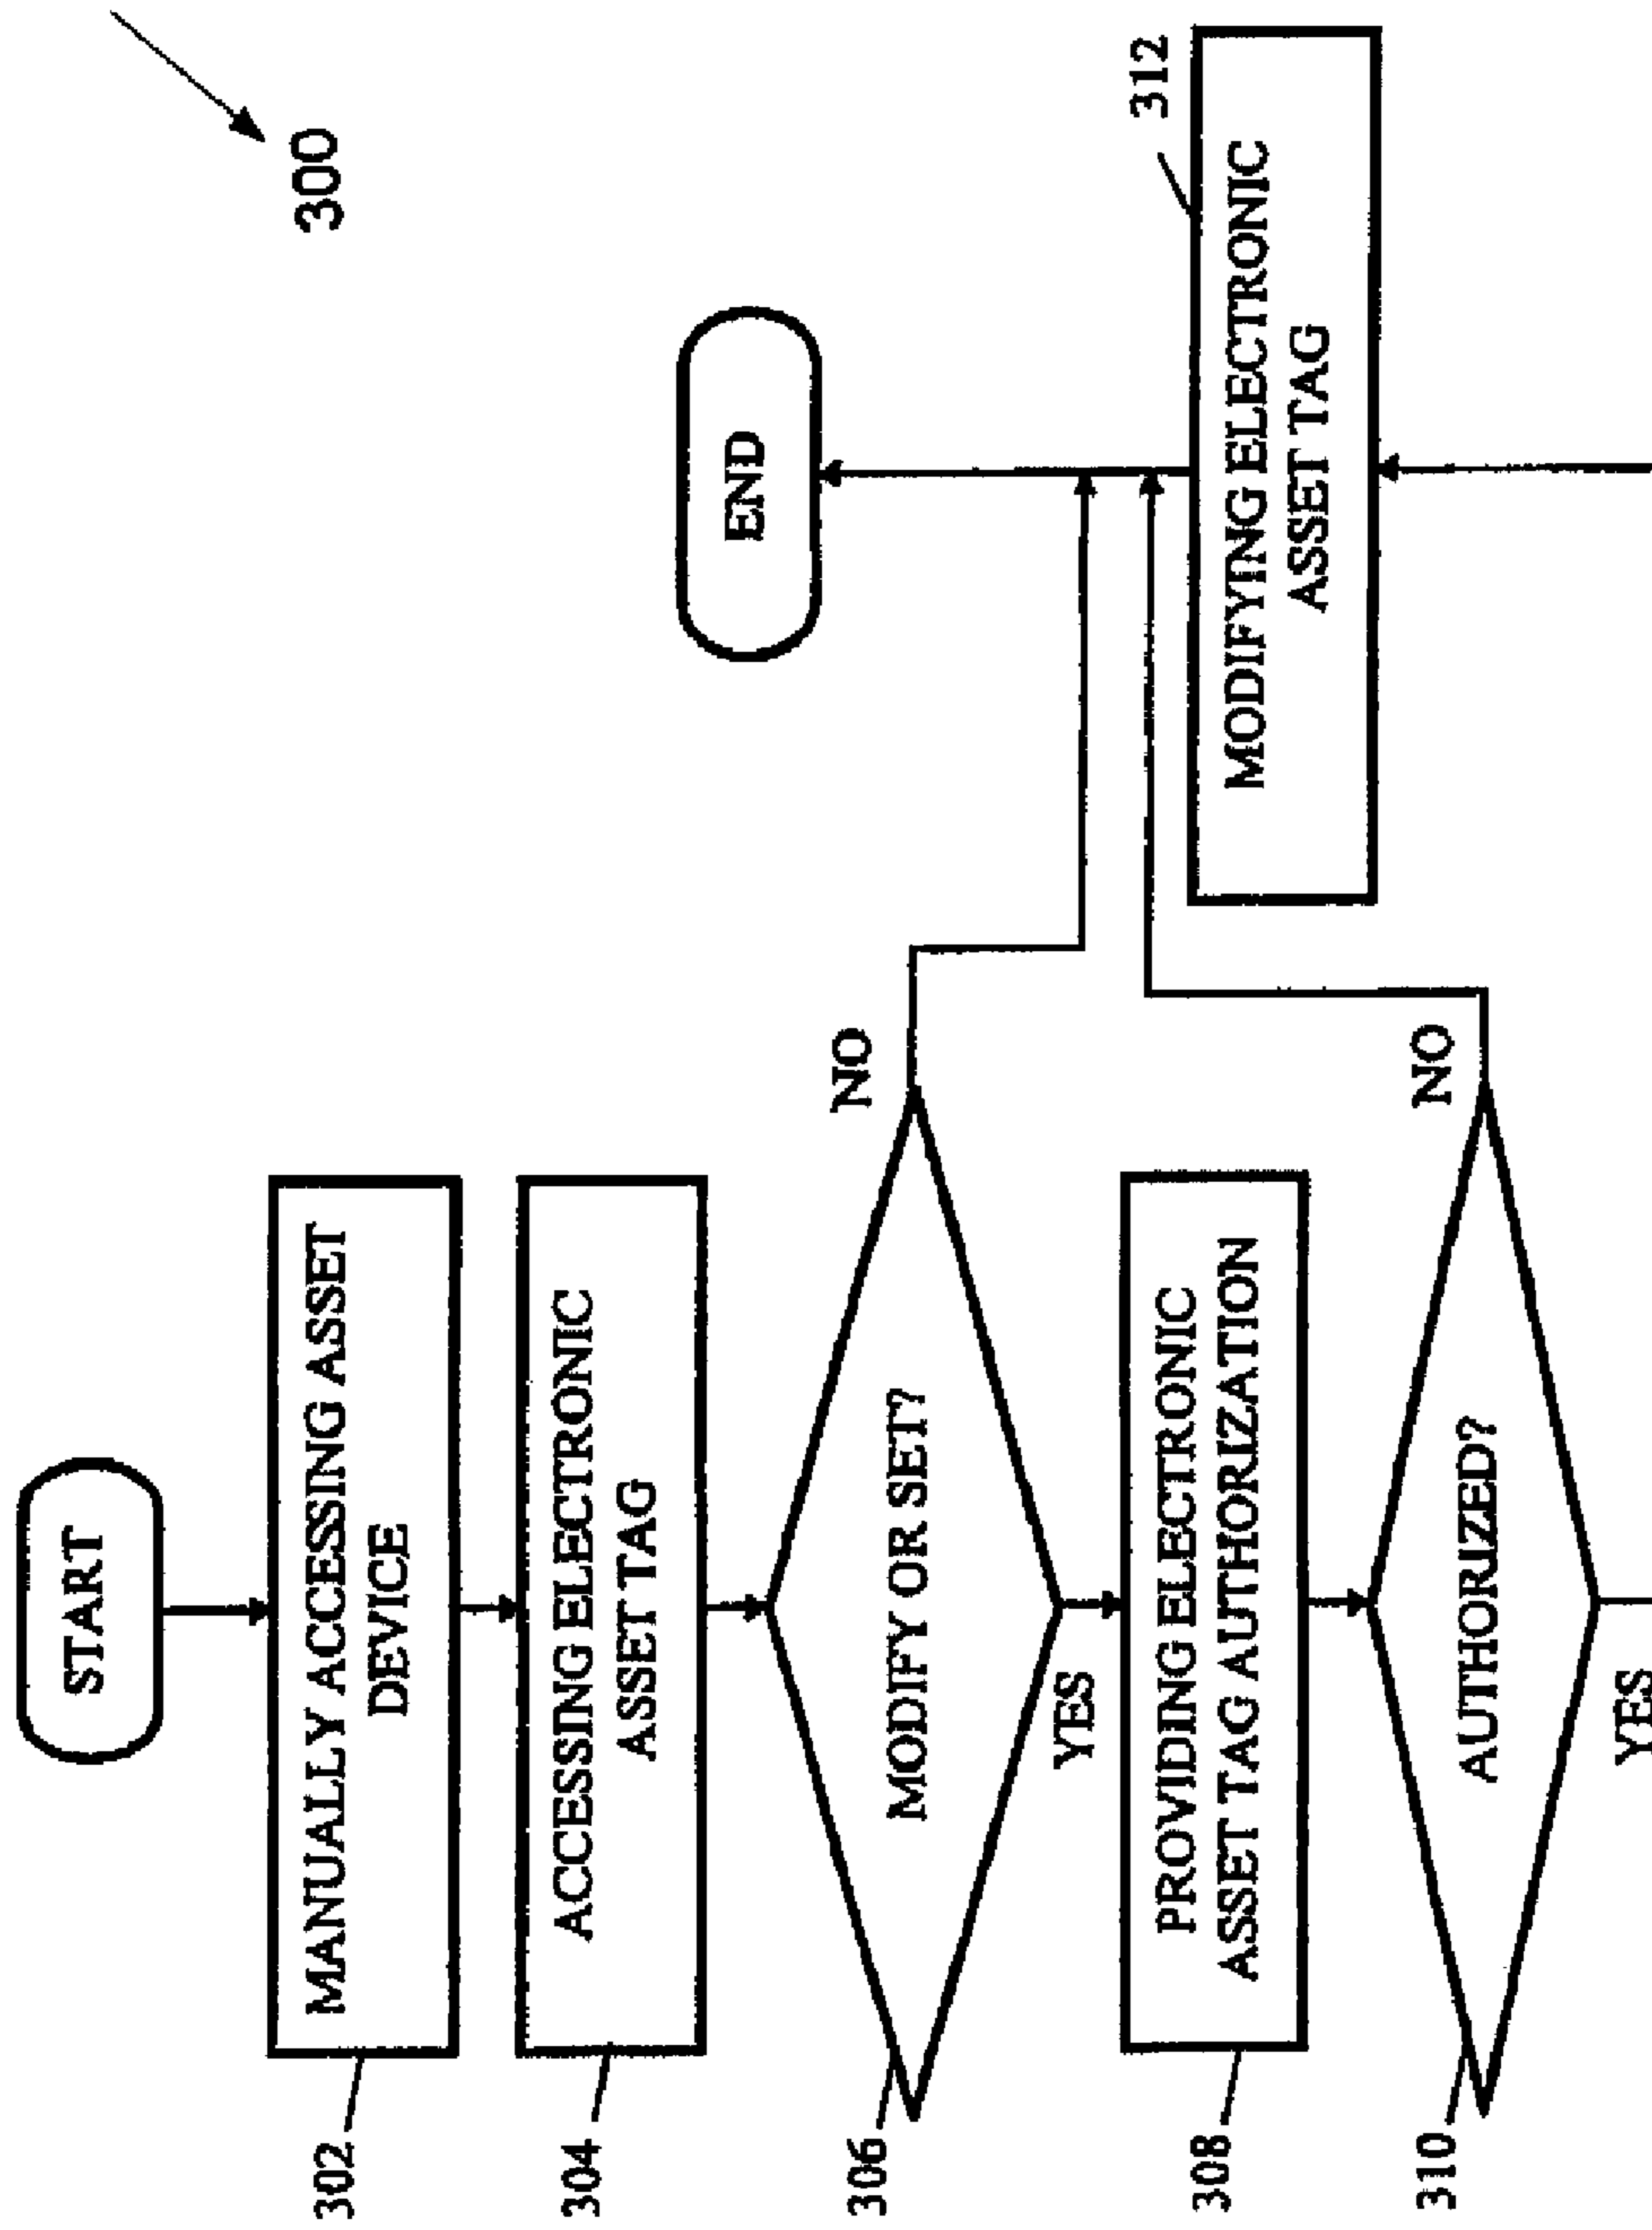 300
START
302
MANUALLY ACCESSING ASSET
DEVICE
304
ACCESSING ELECTRONIC
ASSET TAG
306
MODIFY OR SET?
NO
YES
308
PROVIDING ELECTRONIC
ASSET TAG AUTHORIZATION
310
AUTHORIZED?
NO
YES
END
312
MODIFYING ELECTRONIC
ASSET TAG